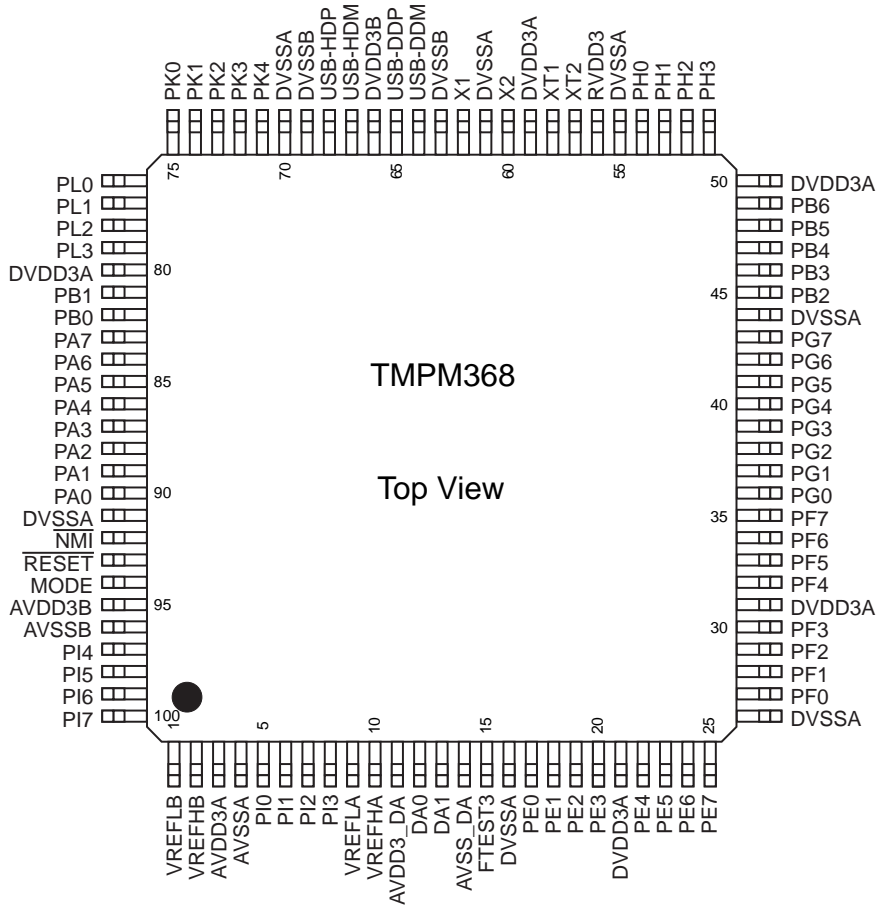 PK0
PK1
PK2
PK3
PK4
DVSSA
DVSSB
USB-HDP
USB-HDM
DVDD3B
USB-DDP
USB-DDM
DVSSB
X1
DVSSA
X2
DVDD3A
XT1
XT2
RVDD3
DVSSA
PH0
PH1
PH2
PH3
75
70
65
60
55
PL0
PL1
PL2
PL3
DVDD3A
PB1
PB0
PA7
PA6
PA5
PA4
PA3
PA2
PA1
PA0
DVSSA
NMI
RESET
MODE
AVDD3B
AVSSB
PI4
PI5
PI6
PI7
80
85
90
95
100
TMPM368
Top View
50
45
40
35
30
DVDD3A
PB6
PB5
PB4
PB3
PB2
DVSSA
PG7
PG6
PG5
PG4
PG3
PG2
PG1
PG0
PF7
PF6
PF5
PF4
DVDD3A
PF3
PF2
PF1
PF0
DVSSA
1
5
10
15
20
25
VREFLB
VREFHB
AVDD3A
AVSSA
PI0
PI1
PI2
PI3
VREFLA
VREFHA
AVDD3_DA
DA0
DA1
AVSS_DA
FTEST3
DVSSA
PE0
PE1
PE2
PE3
DVDD3A
PE4
PE5
PE6
PE7